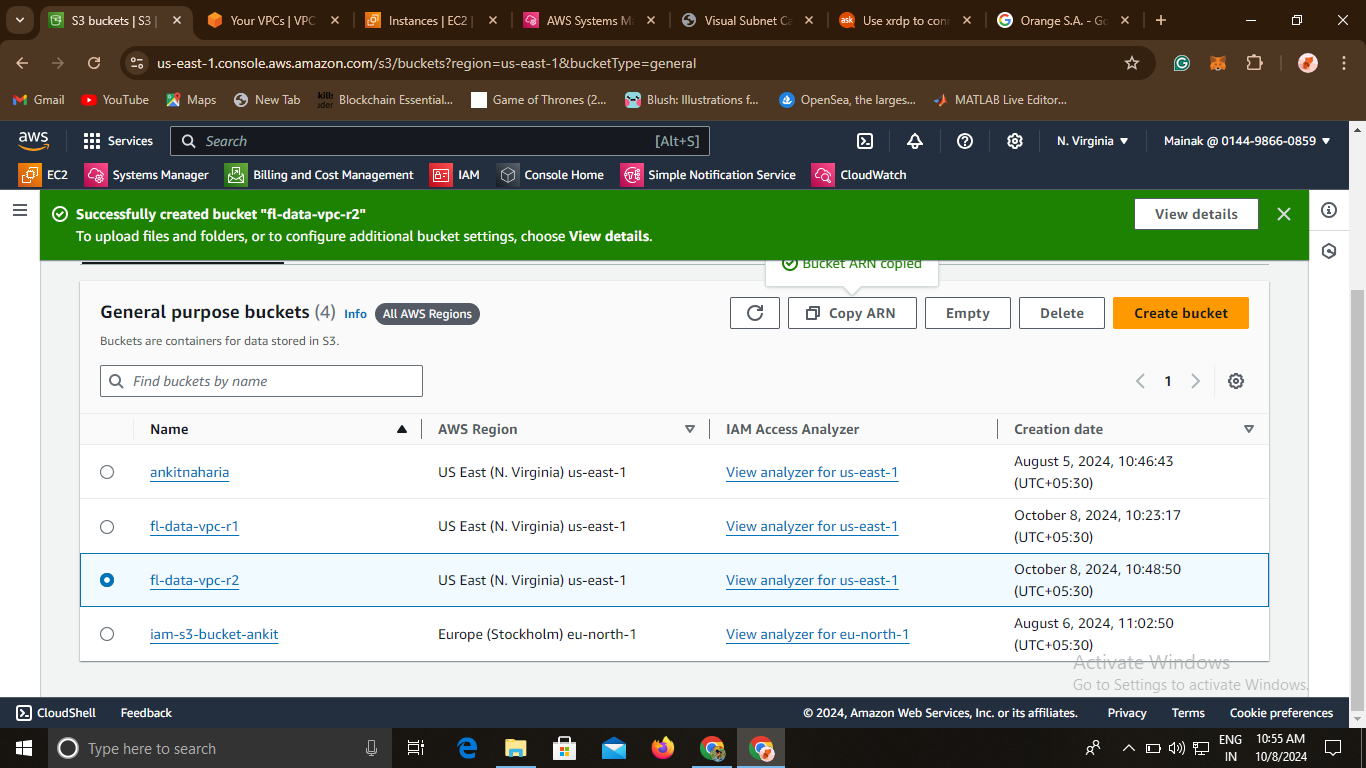 S3 buckets | S3 |
Your VPCs | VPC
Instances | EC2 |
AWS Systems Ma
Visual Subnet Ca
ask
Use xrdp to con
Orange S.A. - Go
us-east-1.console.aws.amazon.com/s3/buckets?region=us-east-1&bucketType=general
Gmail
YouTube
Maps
New Tab
Blockchain Essential...
Game of Thrones (2...
Blush: Illustrations f...
OpenSea, the larges...
MATLAB Live Editor...
aws
Services
Search
[Alt+S]
N. Virginia
Mainak @ 0144-9866-0859
EC2
Systems Manager
Billing and Cost Management
IAM
Console Home
Simple Notification Service
CloudWatch
Successfully created bucket "fl-data-vpc-r2"
View details
To upload files and folders, or to configure additional bucket settings, choose View details.
Bucket ARN copied
General purpose buckets (4)
Info
All AWS Regions
Copy ARN
Empty
Delete
Create bucket
Buckets are containers for data stored in S3.
Find buckets by name
1
Name
AWS Region
IAM Access Analyzer
Creation date
ankitnaharia
US East (N. Virginia) us-east-1
View analyzer for us-east-1
August 5, 2024, 10:46:43
(UTC+05:30)
fl-data-vpc-r1
US East (N. Virginia) us-east-1
View analyzer for us-east-1
October 8, 2024, 10:23:17
(UTC+05:30)
fl-data-vpc-r2
US East (N. Virginia) us-east-1
View analyzer for us-east-1
October 8, 2024, 10:48:50
(UTC+05:30)
iam-s3-bucket-ankit
Europe (Stockholm) eu-north-1
View analyzer for eu-north-1
August 6, 2024, 11:02:50
(UTC+05:30)
Activate Windows
Go to Settings to activate Windows.
CloudShell
Feedback
© 2024, Amazon Web Services, Inc. or its affiliates.
Privacy
Terms
Cookie preferences
Type here to search
ENG
IN
10:55 AM
10/8/2024